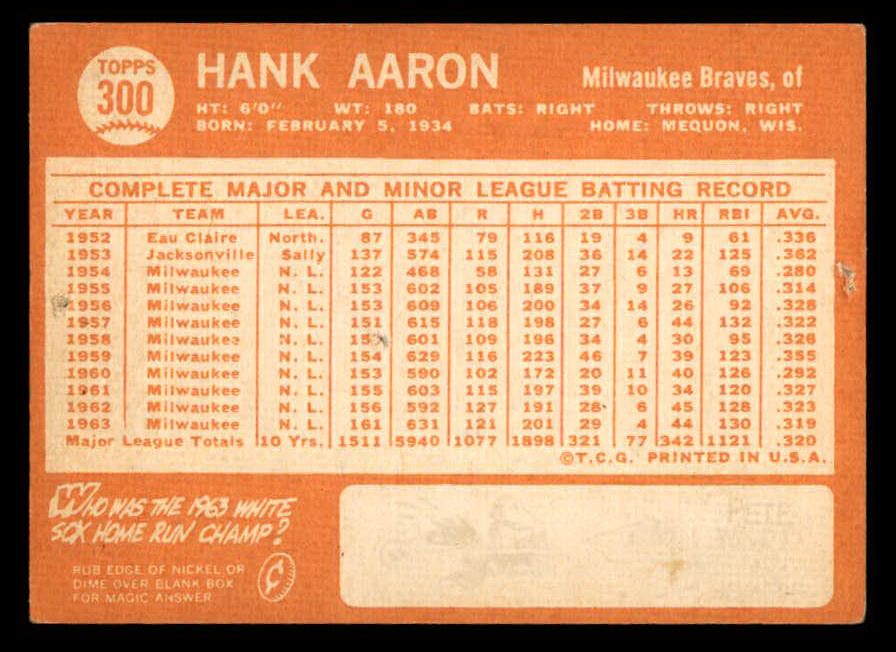 TOPPS
300
HANK AARON
Milwaukee Braves, of
HT: 6'0" WT: 180 BATS: RIGHT THROWS: RIGHT
BORN: FEBRUARY 5, 1934 HOME: MEQUON, WIS.
COMPLETE MAJOR AND MINOR LEAGUE BATTING RECORD
YEAR TEAM LEA. G AB R H 2B 3B HR RBI AVG.
1952 Eau Claire North. 87 345 79 116 19 4 9 61 .336
1953 Jacksonville Sally 137 574 115 208 36 14 22 125 .362
1954 Milwaukee N. L. 122 468 58 131 27 6 13 69 .280
1955 Milwaukee N. L. 153 602 105 189 37 9 27 106 .314
1956 Milwaukee N. L. 153 609 106 200 34 14 26 92 .328
1957 Milwaukee N. L. 151 615 118 198 27 6 44 132 .322
1958 Milwaukee N. L. 153 601 109 196 34 4 30 95 .326
1959 Milwaukee N. L. 154 629 116 223 46 7 39 123 .355
1960 Milwaukee N. L. 153 590 102 172 20 11 40 126 .292
1961 Milwaukee N. L. 155 603 115 197 39 10 34 120 .327
1962 Milwaukee N. L. 156 592 127 191 28 6 45 128 .323
1963 Milwaukee N. L. 161 631 121 201 29 4 44 130 .319
Major League Totals 10 Yrs. 1511 5940 1077 1898 321 77 342 1121 .320
©T.C.G. PRINTED IN U.S.A.
WHO WAS THE 1963 WHITE
SOX HOME RUN CHAMP?
RUB EDGE OF NICKEL OR
DIME OVER BLANK BOX
FOR MAGIC ANSWER
¢
PETE